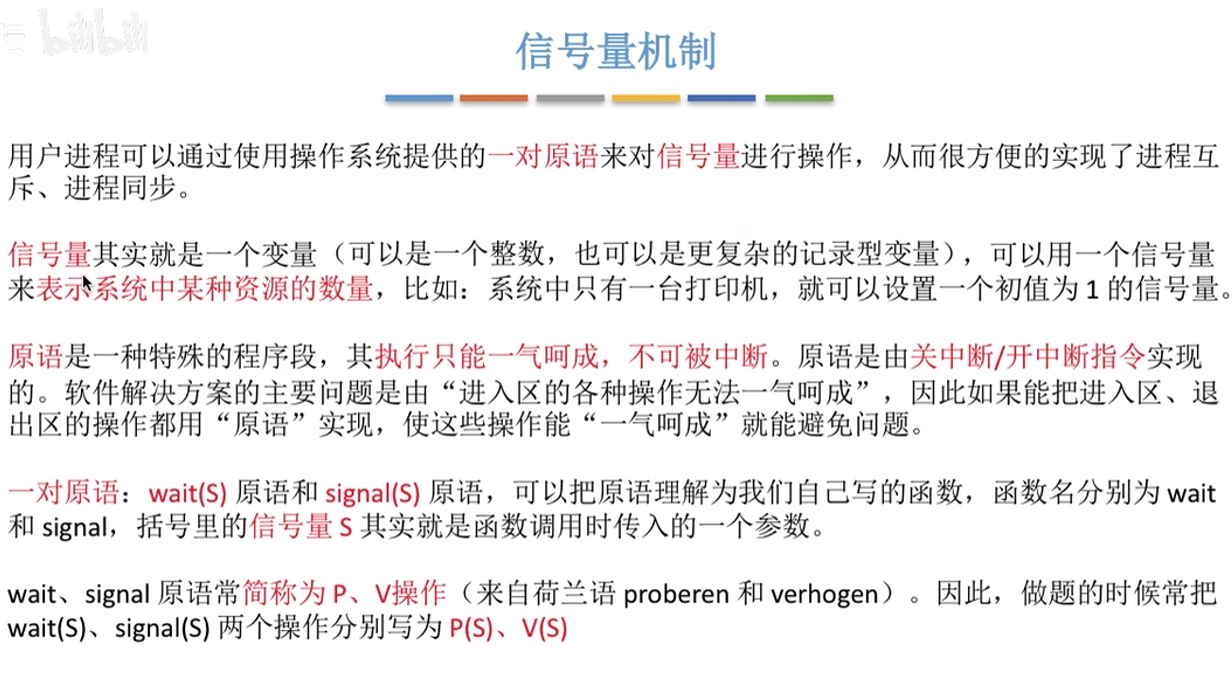 坛 bilibili
信号量机制
用户进程可以通过使用操作系统提供的一对原语来对信号量进行操作，从而很方便的实现了进程互
斥、进程同步。
信号量其实就是一个变量（可以是一个整数，也可以是更复杂的记录型变量），可以用一个信号量
来表示系统中某种资源的数量，比如：系统中只有一台打印机，就可以设置一个初值为 1 的信号量。
原语是一种特殊的程序段，其执行只能一气呵成，不可被中断。原语是由关中断/开中断指令实现
的。软件解决方案的主要问题是由“进入区的各种操作无法一气呵成”，因此如果能把进入区、退
出区的操作都用“原语”实现，使这些操作能“一气呵成”就能避免问题。
一对原语：wait(S) 原语和 signal(S) 原语，可以把原语理解为我们自己写的函数，函数名分别为 wait
和 signal，括号里的信号量 S 其实就是函数调用时传入的一个参数。
wait、signal 原语常简称为 P、V操作（来自荷兰语 proberen 和 verhogen）。因此，做题的时候常把
wait(S)、signal(S) 两个操作分别写为 P(S)、V(S)